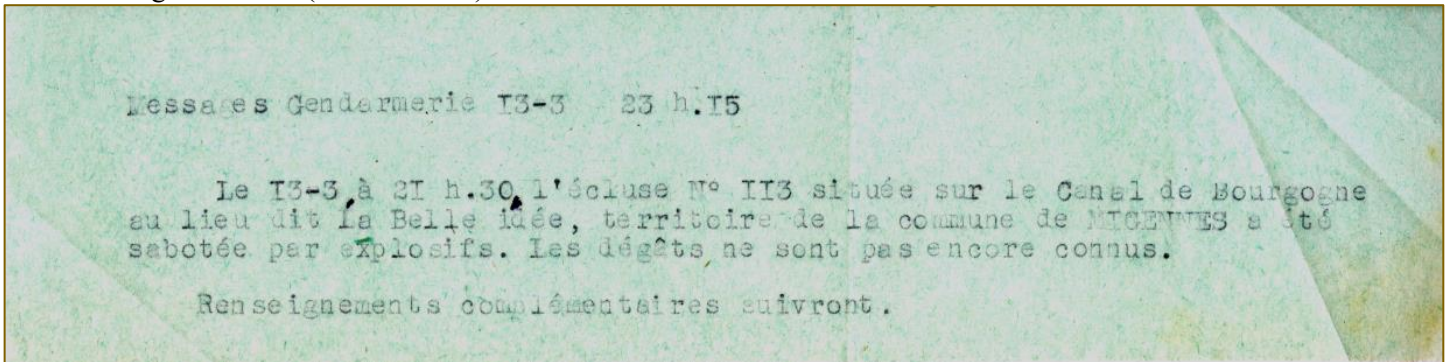 Messages Gendarmerie I3-3 23 h.I5
Le I3-3, à 2I h.30, l'écluse N° II3 située sur le Canal de Bourgogne
au lieu dit La Belle idée, territoire de la commune de MIGENNES a été
sabotée par explosifs. Les dégâts ne sont pas encore connus.
Renseignements complémentaires suivront.